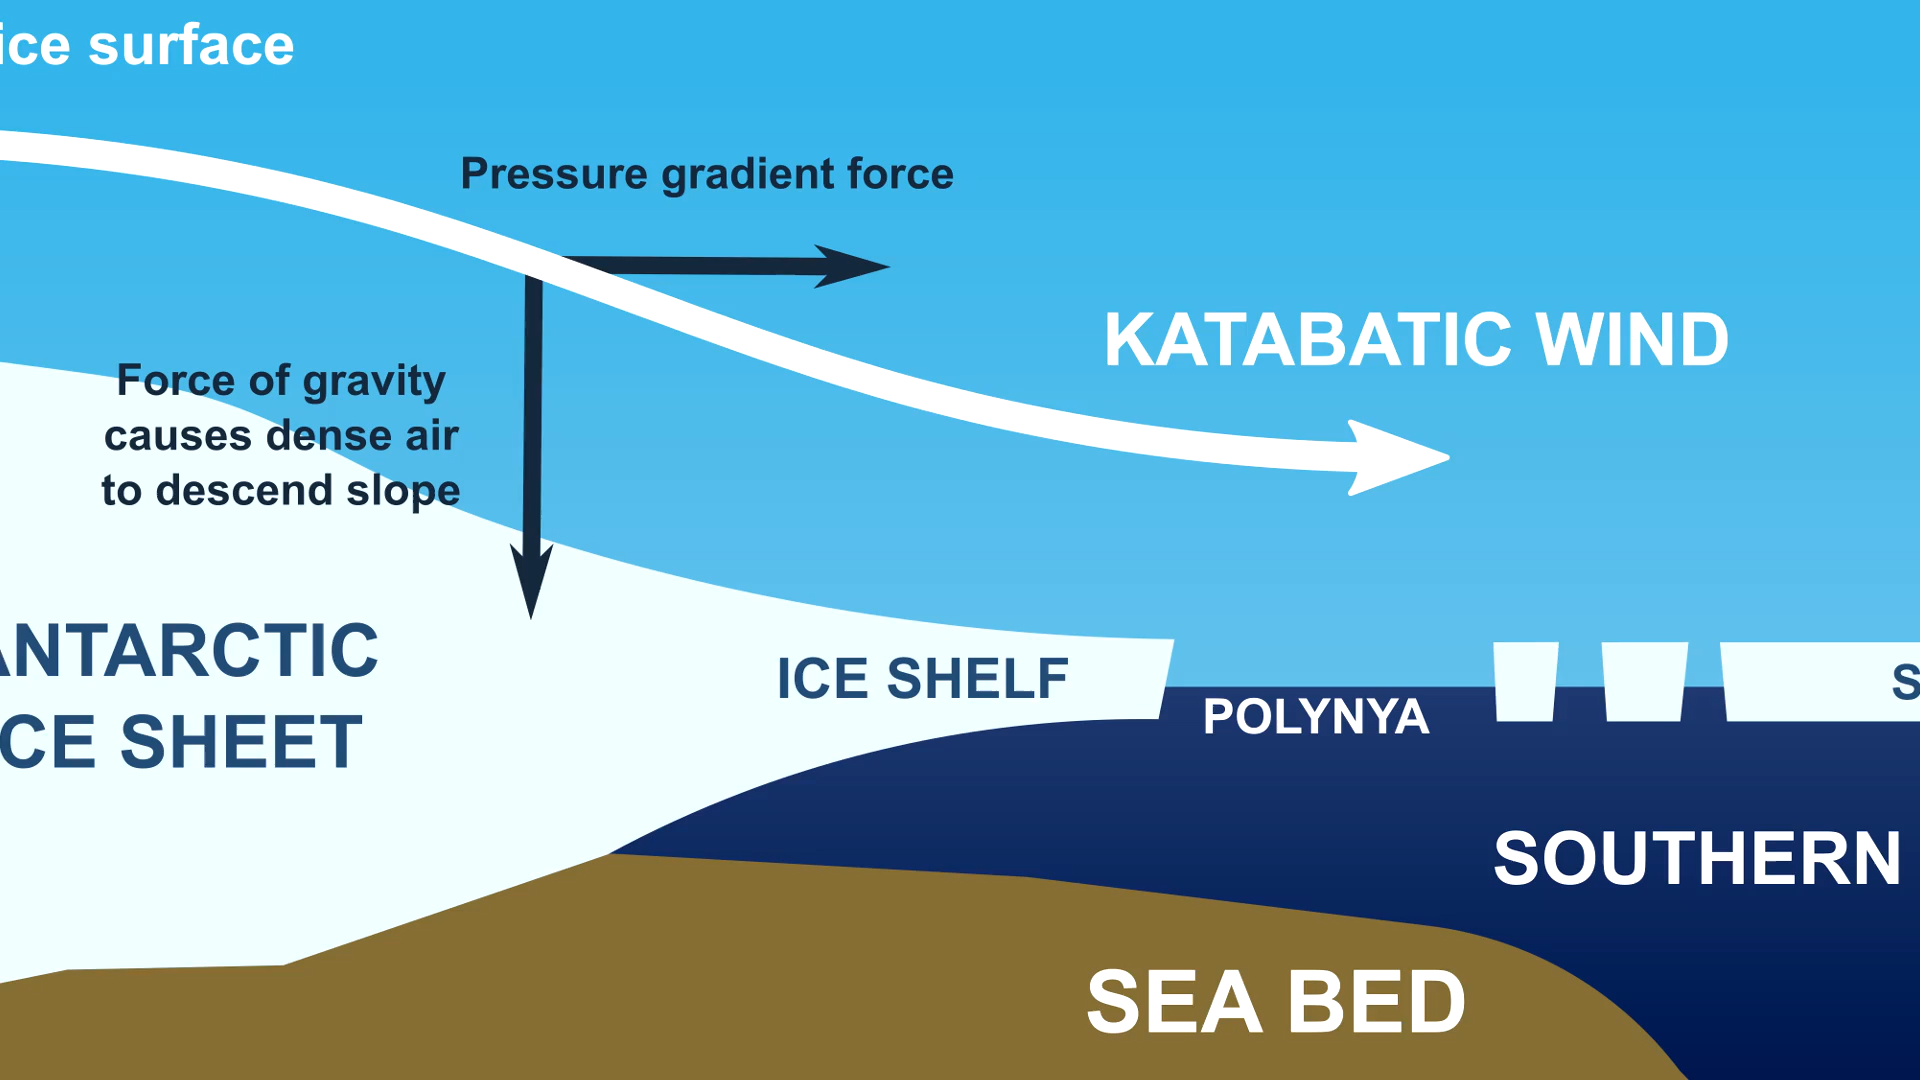 ice surface
Pressure gradient force
KATABATIC WIND
Force of gravity
causes dense air
to descend slope
ANTARCTIC
CE SHEET
ICE SHELF
POLYNYA
S
SOUTHERN
SEA BED